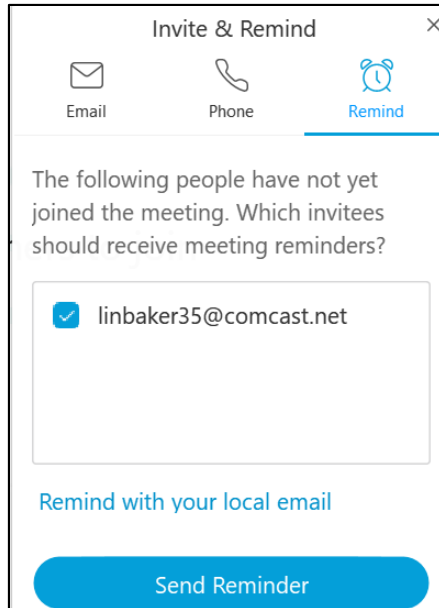 Invite & Remind
Email
Phone
Remind
The following people have not yet
joined the meeting. Which invitees
should receive meeting reminders?
linbaker35@comcast.net
Remind with your local email
Send Reminder